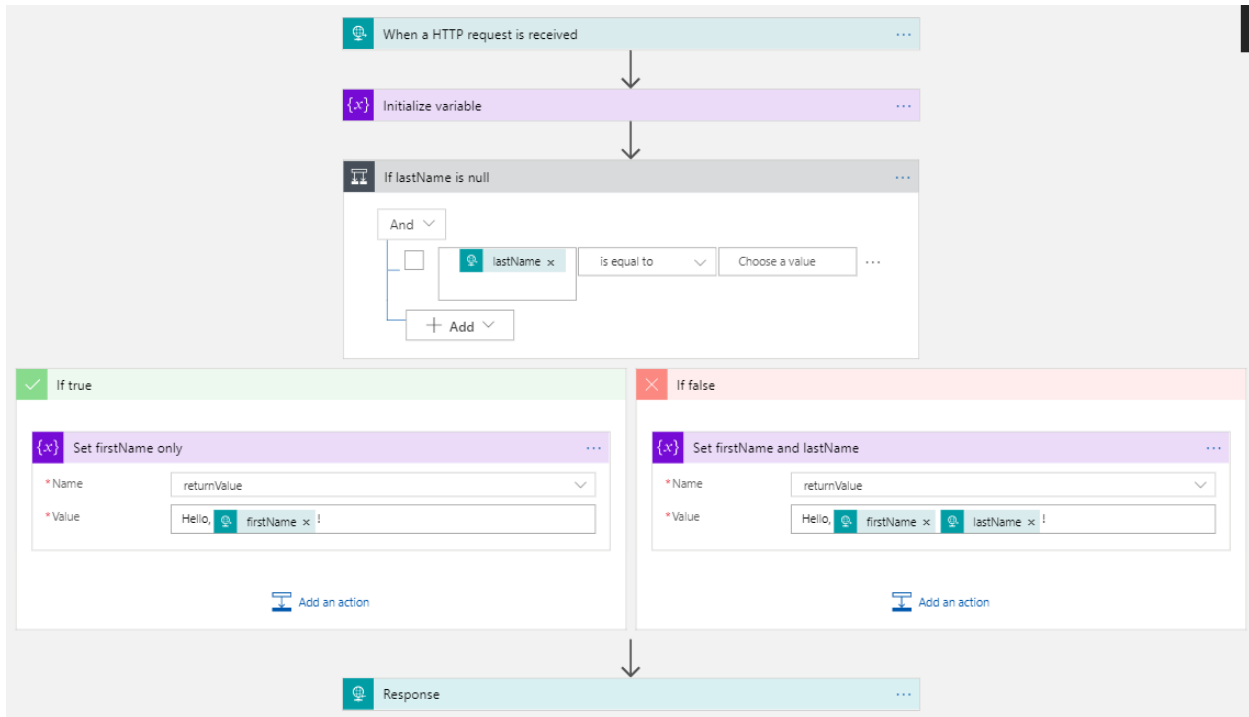 When a HTTP request is received ...
{x} Initialize variable ...
If lastName is null ...
And
lastName × is equal to Choose a value ...
+ Add
If true
If false
{x} Set firstName only ...
*Name returnValue
*Value Hello, firstName × !
Add an action
{x} Set firstName and lastName ...
*Name returnValue
*Value Hello, firstName × lastName × !
Add an action
Response ...